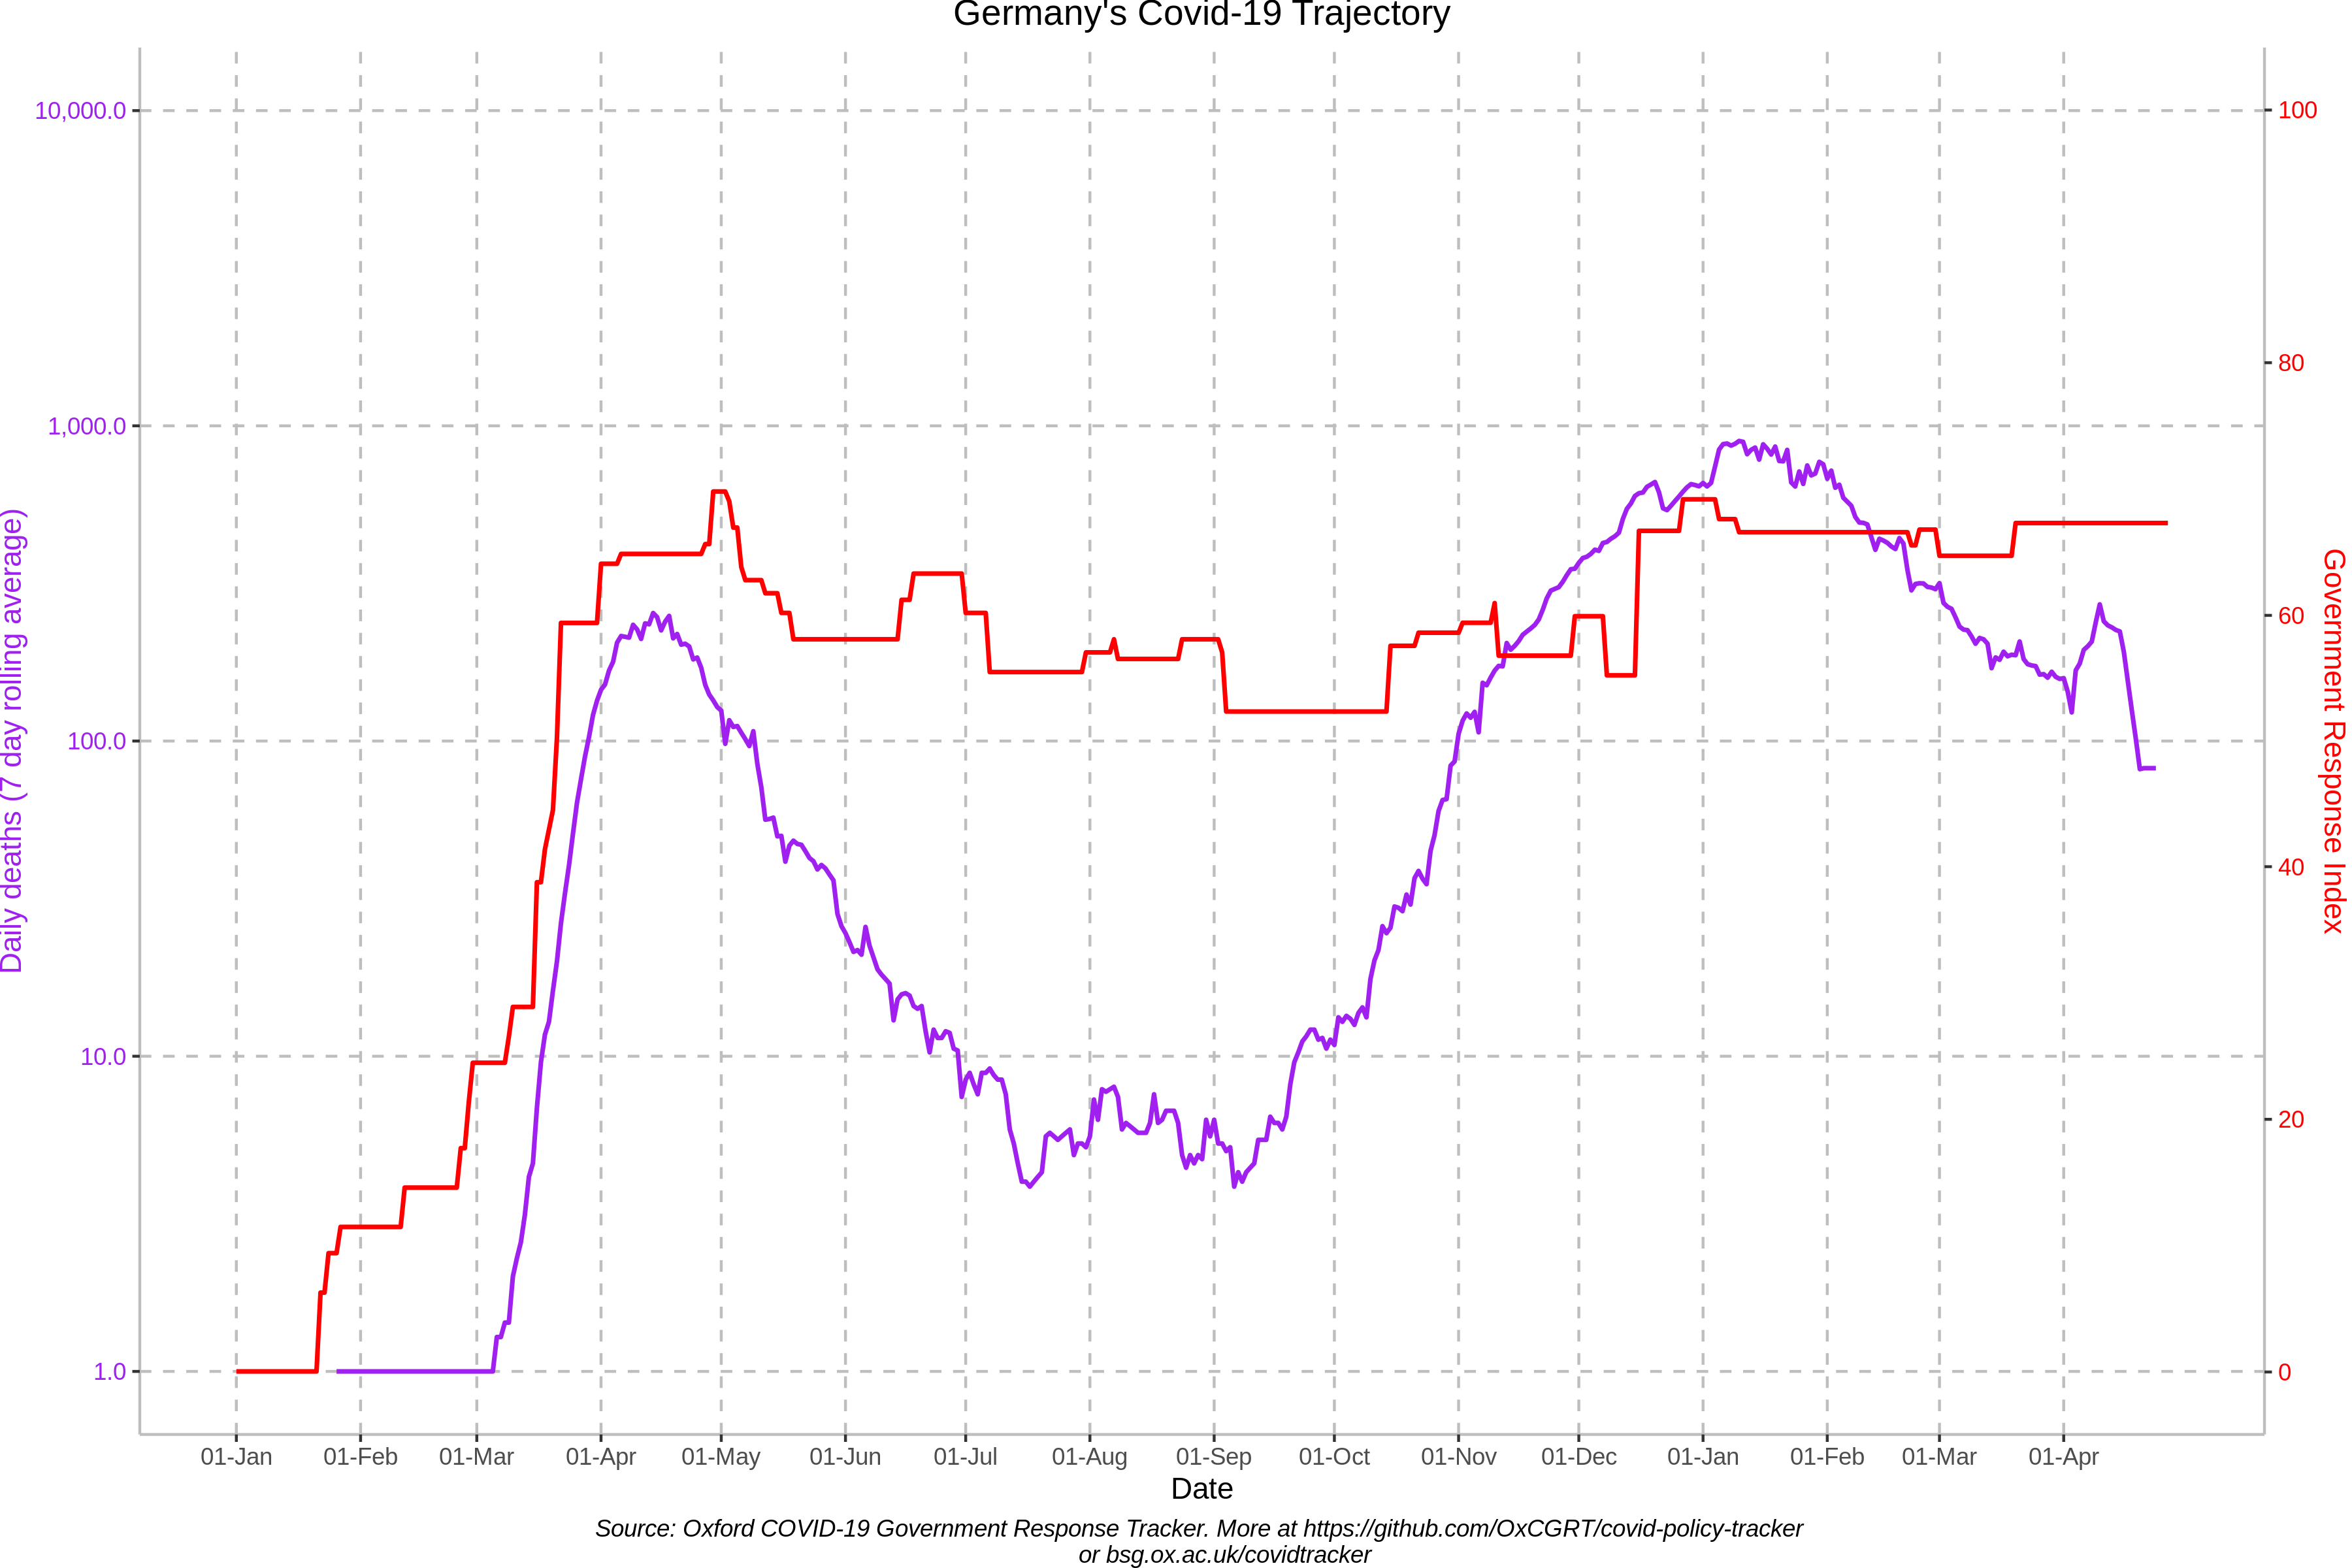 Germany's Covid-19 Trajectory
10,000.0
1,000.0
100.0
10.0
1.0
Daily deaths (7 day rolling average)
100
80
60
40
20
0
Government Response Index
01-Jan 01-Feb 01-Mar 01-Apr 01-May 01-Jun 01-Jul 01-Aug 01-Sep 01-Oct 01-Nov 01-Dec 01-Jan 01-Feb 01-Mar 01-Apr
Date
Source: Oxford COVID-19 Government Response Tracker. More at https://github.com/OxCGRT/covid-policy-tracker
or bsg.ox.ac.uk/covidtracker